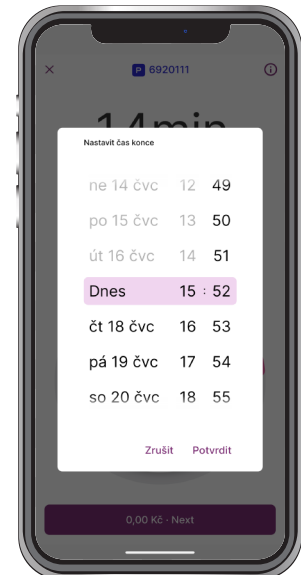 P 6920111
14min
Nastavit čas konce
ne 14 čvc 12 49
po 15 čvc 13 50
út 16 čvc 14 51
Dnes 15 : 52
čt 18 čvc 16 53
pá 19 čvc 17 54
so 20 čvc 18 55
Zrušit Potvrdit
0,00 Kč · Next